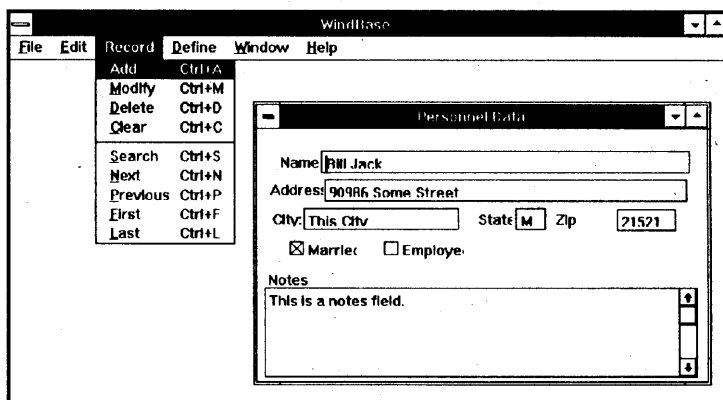 WindBase
File Edit Record Define Window Help
Add Ctrl+A
Modify Ctrl+M
Delete Ctrl+D
Clear Ctrl+C
Search Ctrl+S
Next Ctrl+N
Previous Ctrl+P
First Ctrl+F
Last Ctrl+L
Personnel Data
Name Bill Jack
Address 90986 Some Street
City: This City State M Zip 21521
Married Employe
Notes
This is a notes field.